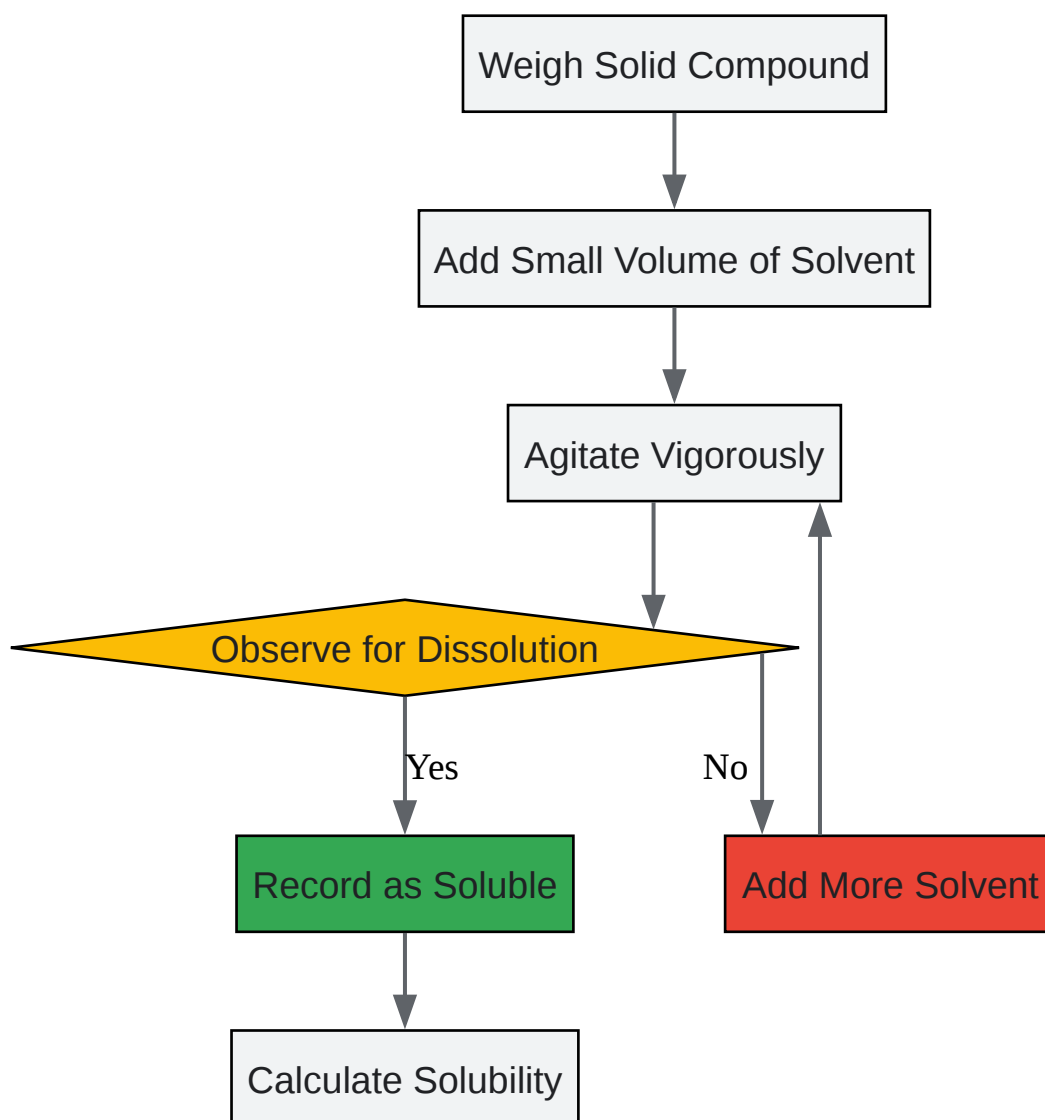 Weigh Solid Compound
Add Small Volume of Solvent
Agitate Vigorously
Observe for Dissolution
Yes
No
Record as Soluble
Add More Solvent
Calculate Solubility